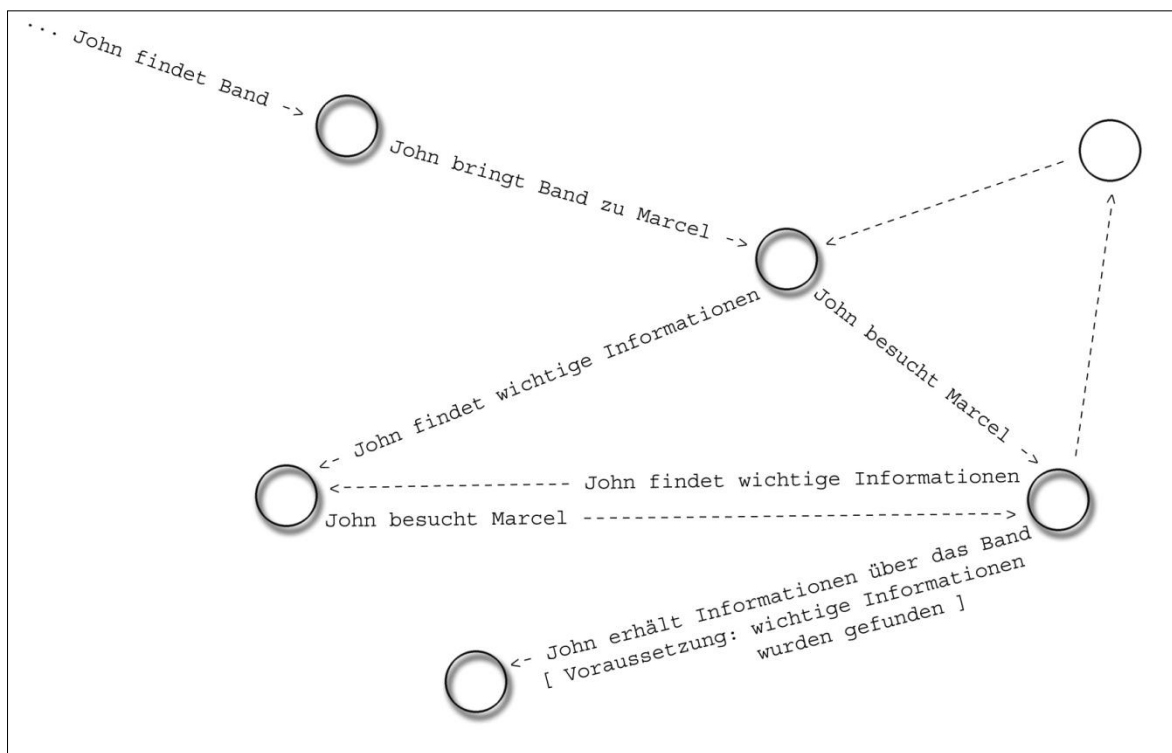 ... John findet Band ->
John bringt Band zu Marcel ->
<- John findet wichtige Informationen
John besucht Marcel ->
<------------------ John findet wichtige Informationen
John besucht Marcel -------------------------------->
<- John erhält Informationen über das Band
[ Voraussetzung: wichtige Informationen
wurden gefunden ]